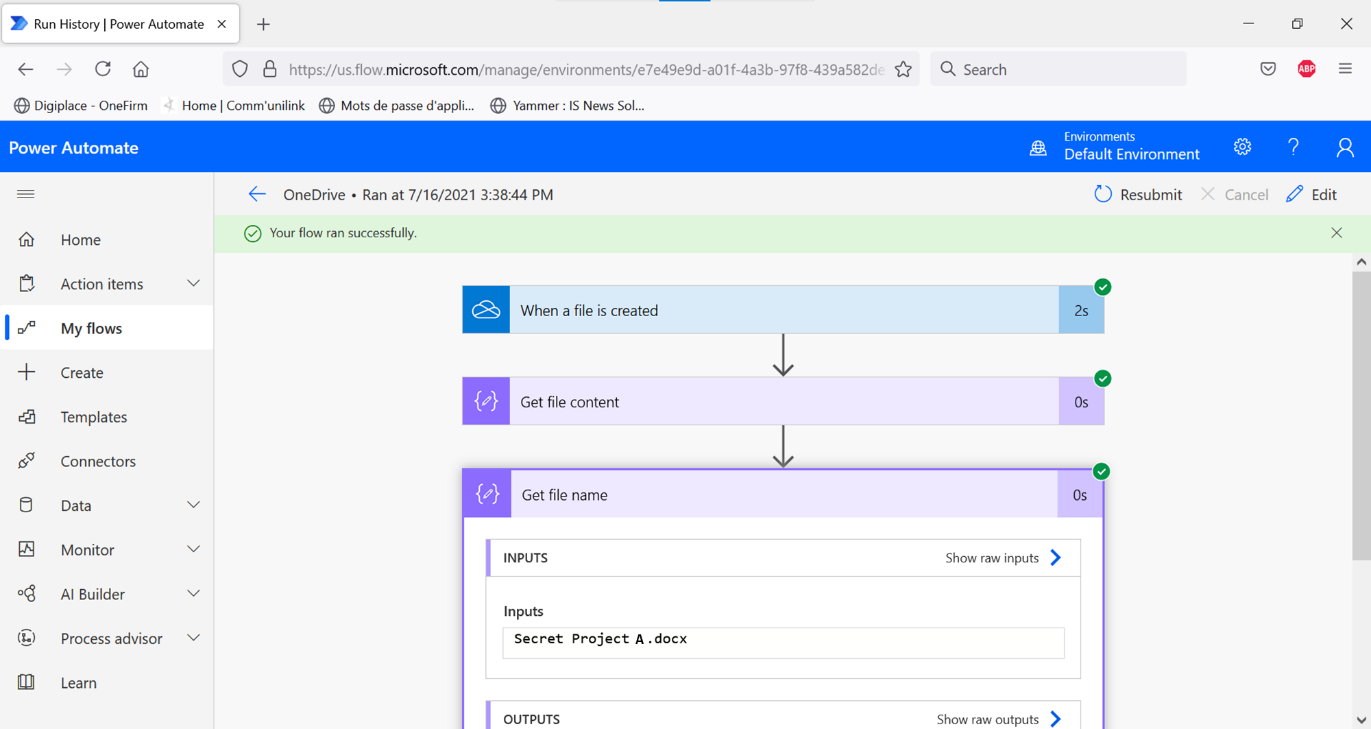 Run History | Power Automate
https://us.flow.microsoft.com/manage/environments/e7e49e9d-a01f-4a3b-97f8-439a582de
Search
ABP
Digiplace - OneFirm
Home | Comm'unilink
Mots de passe d'appli...
Yammer : IS News Sol...
Power Automate
Environments
Default Environment
?
OneDrive • Ran at 7/16/2021 3:38:44 PM
Resubmit
Cancel
Edit
Your flow ran successfully.
Home
Action items
My flows
Create
Templates
Connectors
Data
Monitor
AI Builder
Process advisor
Learn
When a file is created
2s
Get file content
0s
Get file name
0s
INPUTS
Show raw inputs
Inputs
Secret Project A.docx
OUTPUTS
Show raw outputs